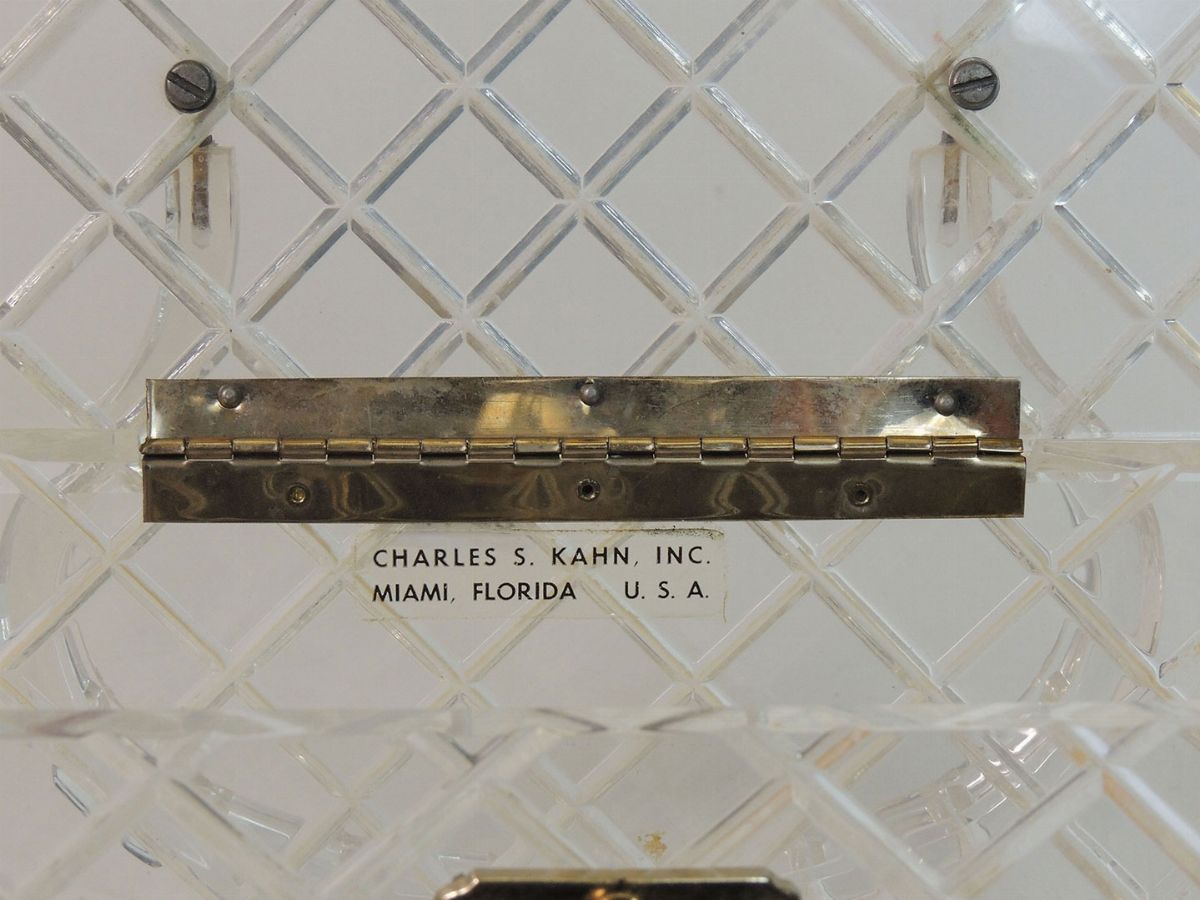 CHARLES S. KAHN, INC.
MIAMI, FLORIDA U. S. A.